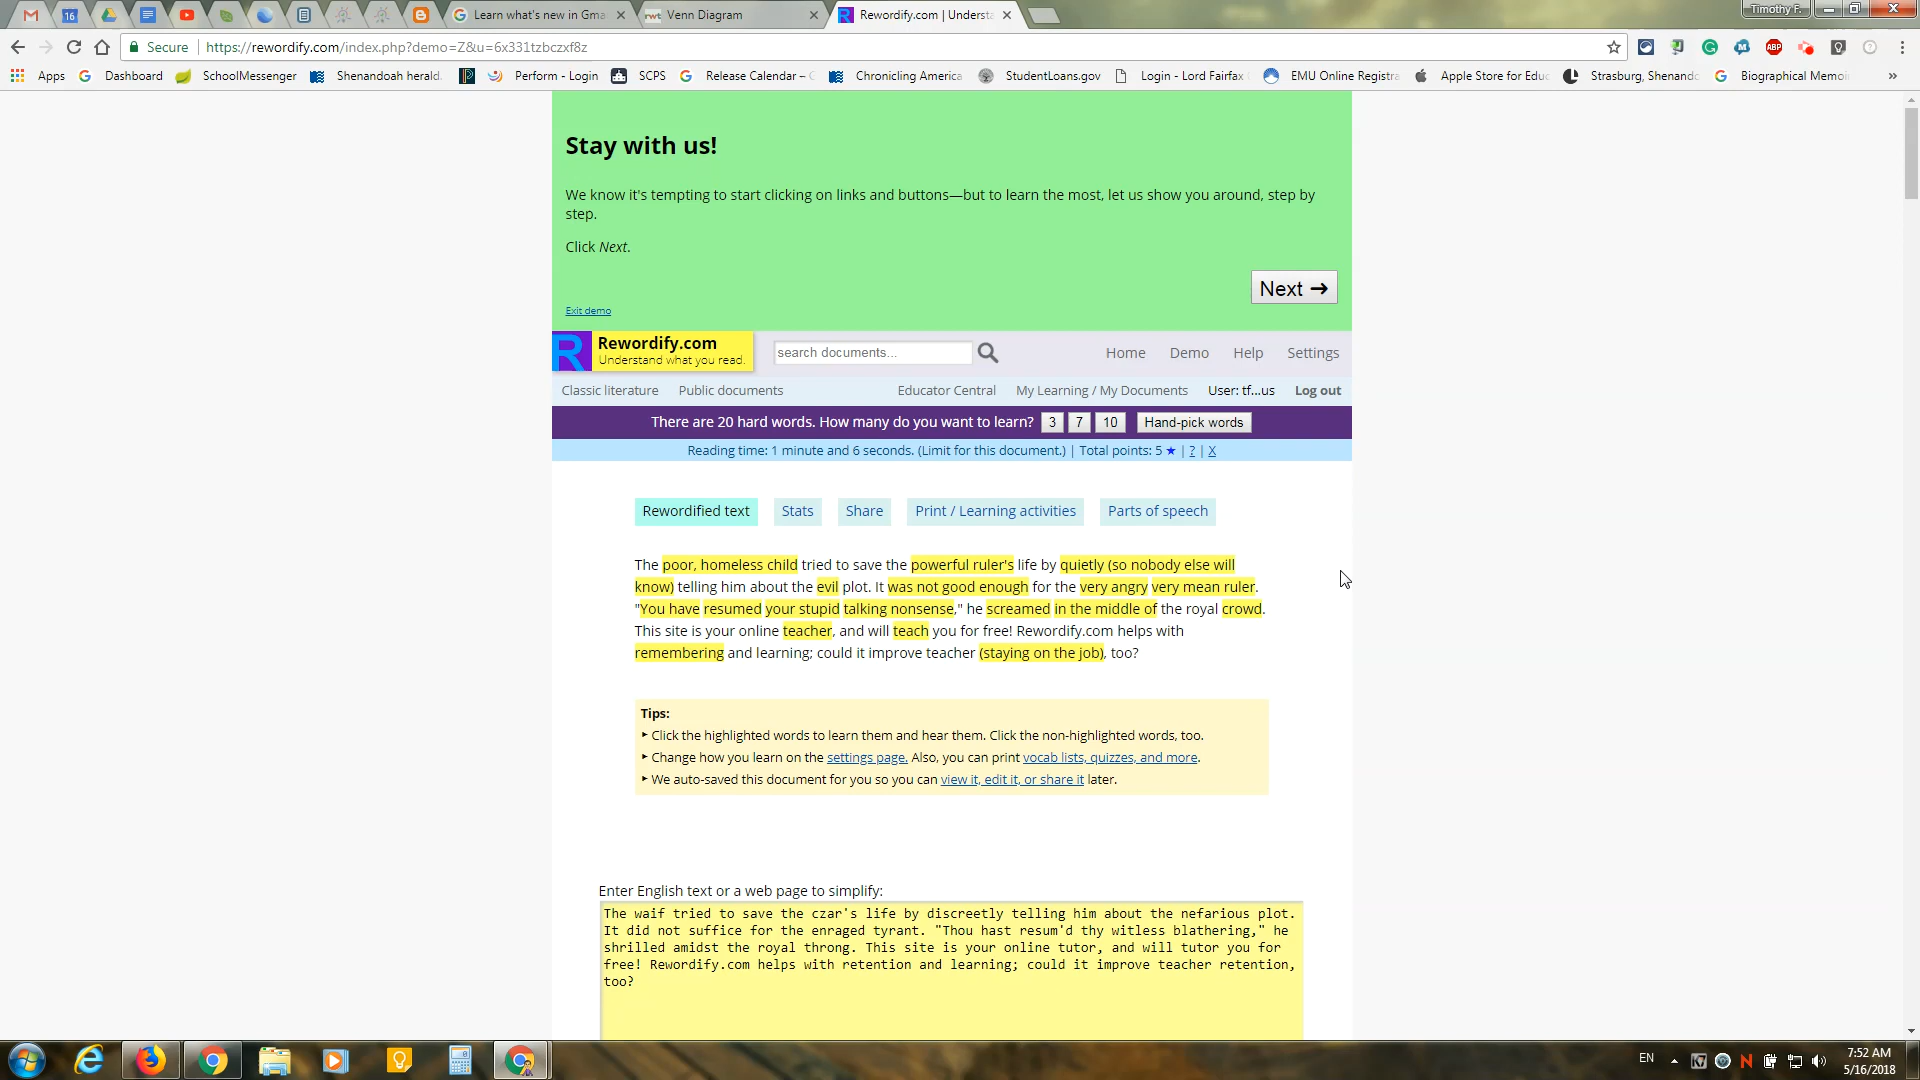 Timothy F.
16
Learn what's new in Gma
rwt Venn Diagram
Rewordify.com | Understa
Secure https://rewordify.com/index.php?demo=Z&u=6x331tzbczxf8z
ABP
Apps Dashboard SchoolMessenger Shenandoah herald. Perform - Login SCPS Release Calendar – Chronicling America StudentLoans.gov Login - Lord Fairfax EMU Online Registra Apple Store for Educ Strasburg, Shenando Biographical Memoi »
Stay with us!
We know it's tempting to start clicking on links and buttons—but to learn the most, let us show you around, step by
step.
Click Next.
Next →
Exit demo
R Rewordify.com
Understand what you read.
search documents...
Home Demo Help Settings
Classic literature Public documents Educator Central My Learning / My Documents User: tf...us Log out
There are 20 hard words. How many do you want to learn? 3 7 10 Hand-pick words
Reading time: 1 minute and 6 seconds. (Limit for this document.) | Total points: 5 ★ | ? | X
Rewordified text Stats Share Print / Learning activities Parts of speech
The poor, homeless child tried to save the powerful ruler's life by quietly (so nobody else will
know) telling him about the evil plot. It was not good enough for the very angry very mean ruler.
"You have resumed your stupid talking nonsense," he screamed in the middle of the royal crowd.
This site is your online teacher, and will teach you for free! Rewordify.com helps with
remembering and learning; could it improve teacher (staying on the job), too?
Tips:
‣ Click the highlighted words to learn them and hear them. Click the non-highlighted words, too.
‣ Change how you learn on the settings page. Also, you can print vocab lists, quizzes, and more.
‣ We auto-saved this document for you so you can view it, edit it, or share it later.
Enter English text or a web page to simplify:
The waif tried to save the czar's life by discreetly telling him about the nefarious plot.
It did not suffice for the enraged tyrant. "Thou hast resum'd thy witless blathering," he
shrilled amidst the royal throng. This site is your online tutor, and will tutor you for
free! Rewordify.com helps with retention and learning; could it improve teacher retention,
too?
EN
7:52 AM
5/16/2018